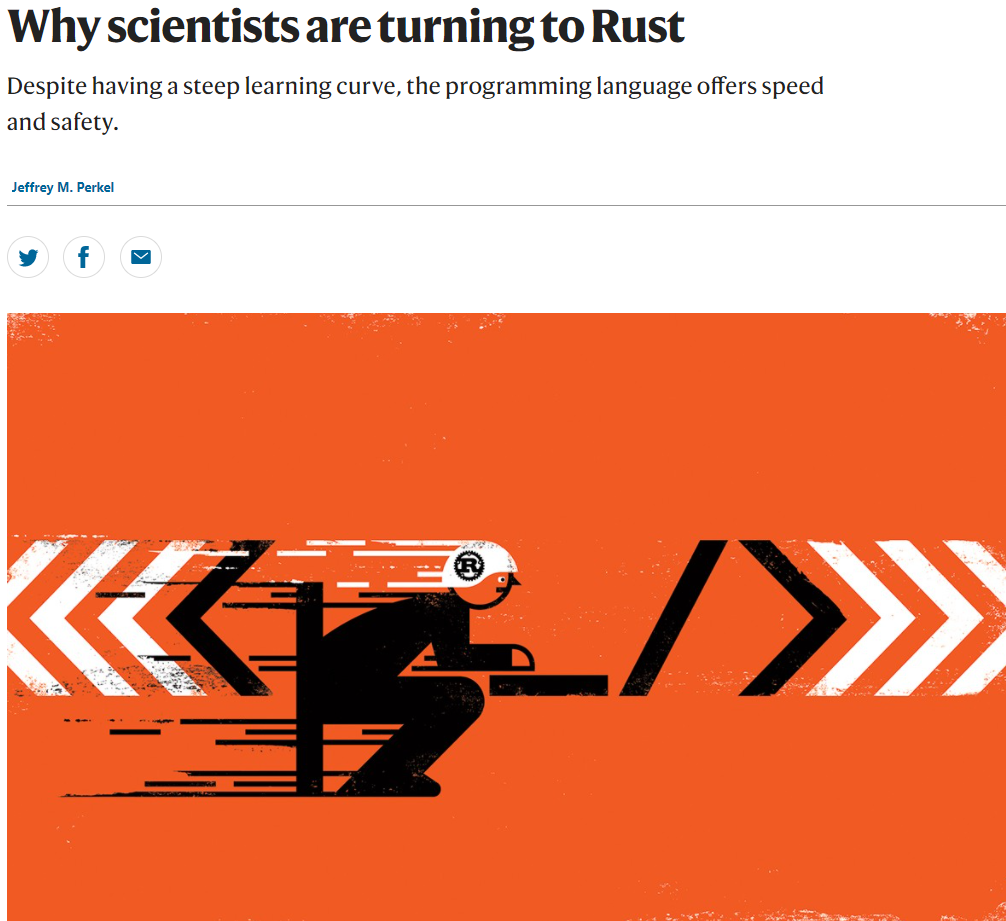 Why scientists are turning to Rust
Despite having a steep learning curve, the programming language offers speed
and safety.
Jeffrey M. Perkel
R